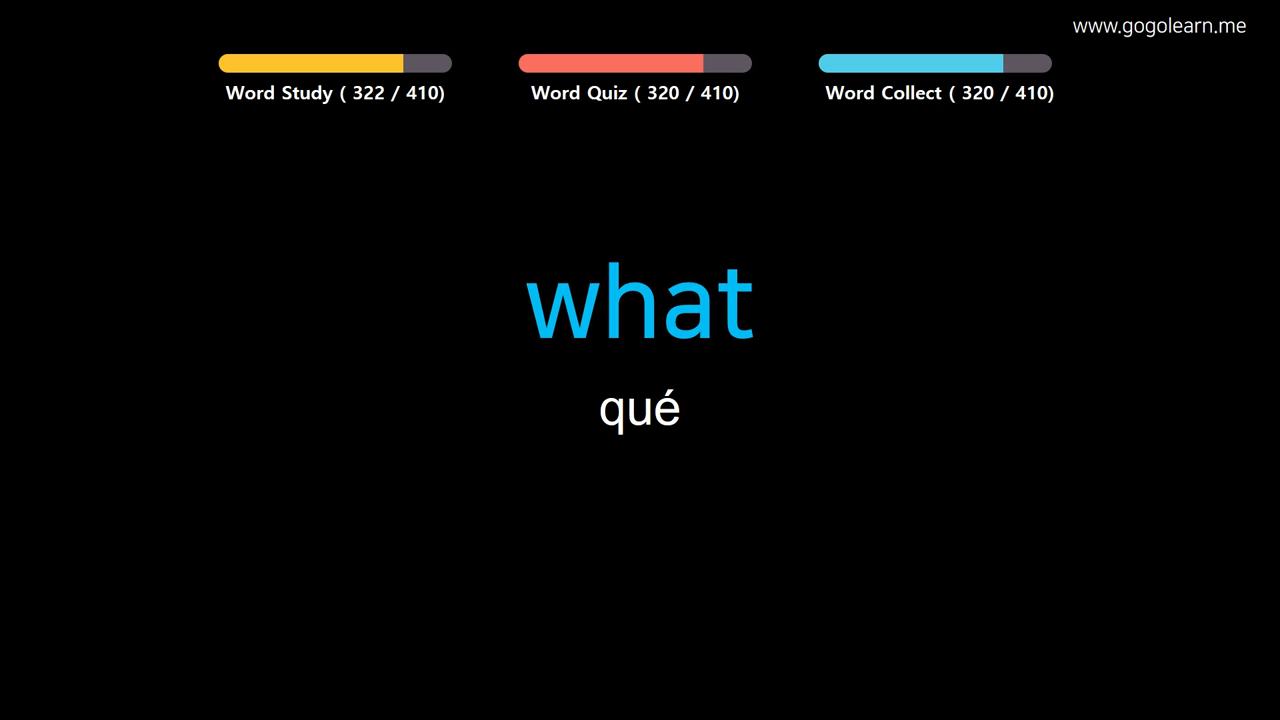 www.gogolearn.me
Word Study ( 322 / 410)
Word Quiz ( 320 / 410)
Word Collect ( 320 / 410)
what
qué